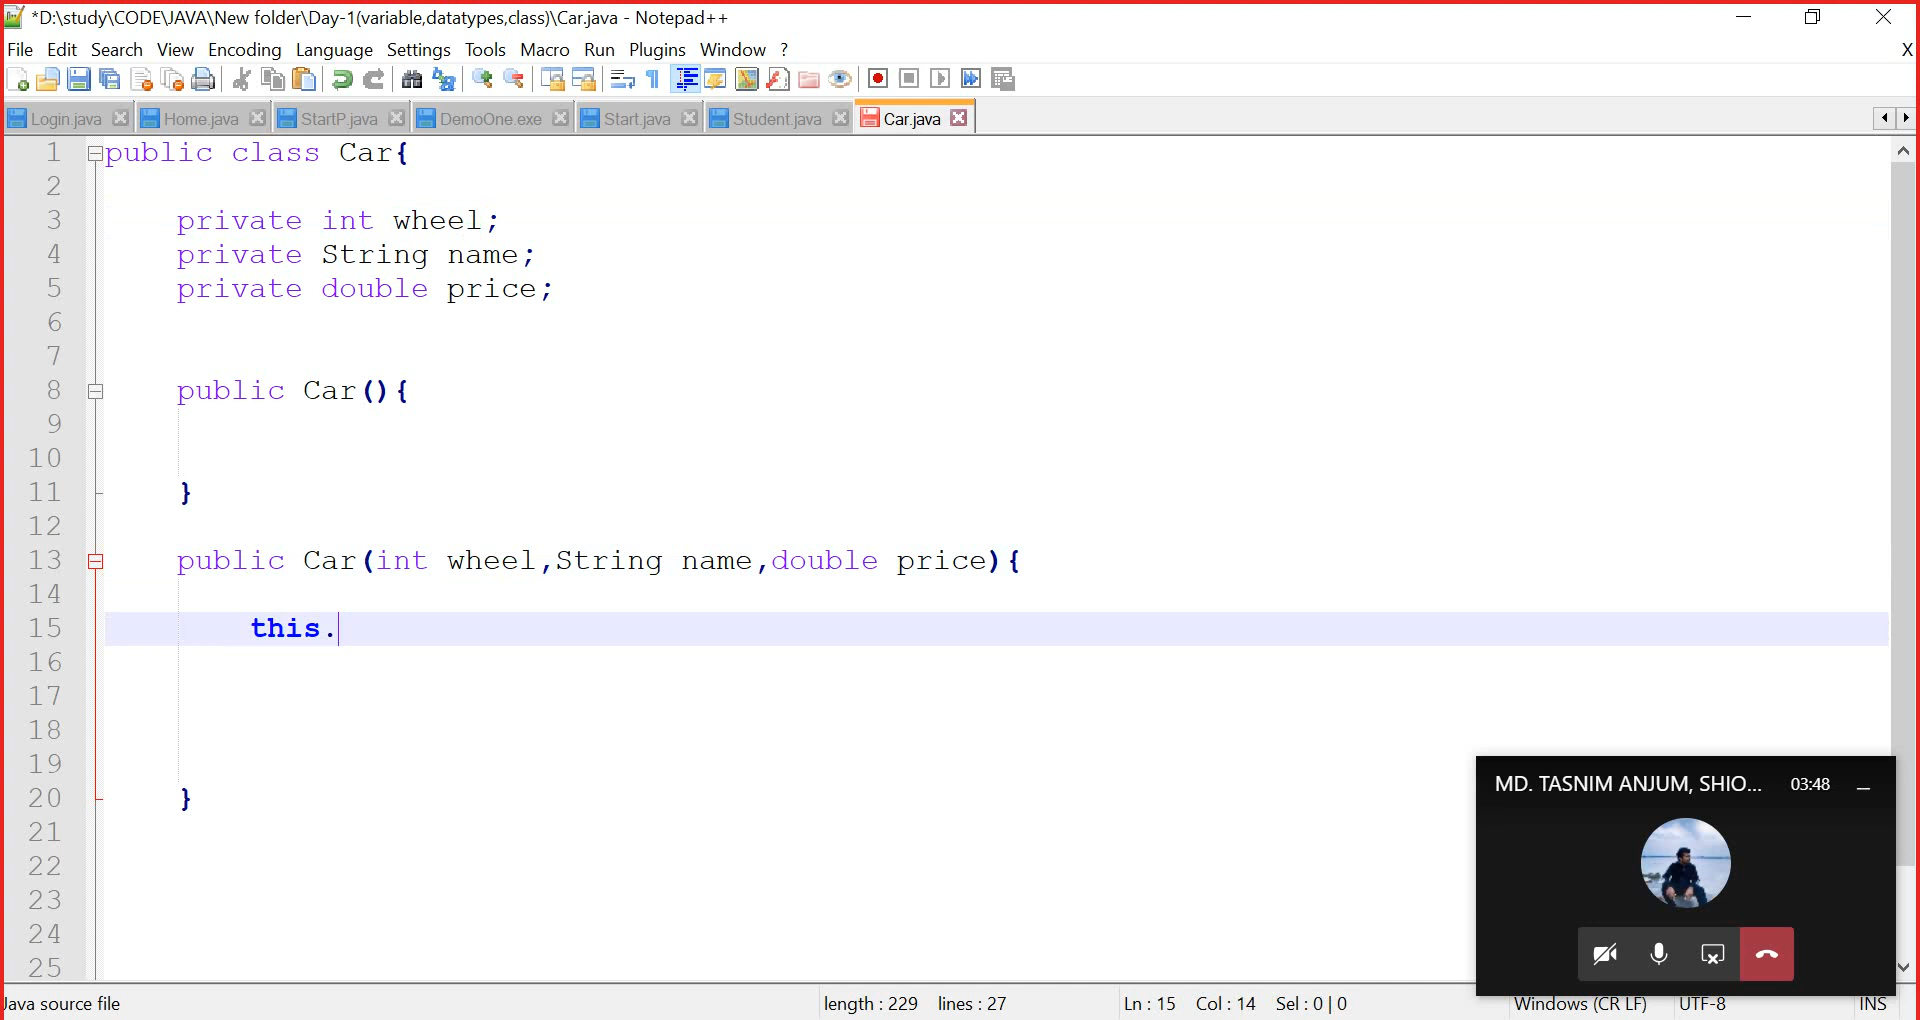 *D:\study\CODE\JAVA\New folder\Day-1(variable,datatypes,class)\Car.java - Notepad++
File Edit Search View Encoding Language Settings Tools Macro Run Plugins Window ? X
Login.java Home.java StartP.java DemoOne.exe Start.java Student.java Car.java
1 public class Car{
2
3 private int wheel;
4 private String name;
5 private double price;
6
7
8 public Car(){
9
10
11 }
12
13 public Car(int wheel,String name,double price){
14
15 this.
16
17
18
19
20 }
21
22
23
24
25
MD. TASNIM ANJUM, SHIO... 03:48
Java source file length : 229 lines : 27 Ln : 15 Col : 14 Sel : 0 | 0 Windows (CR LF) UTF-8 INS